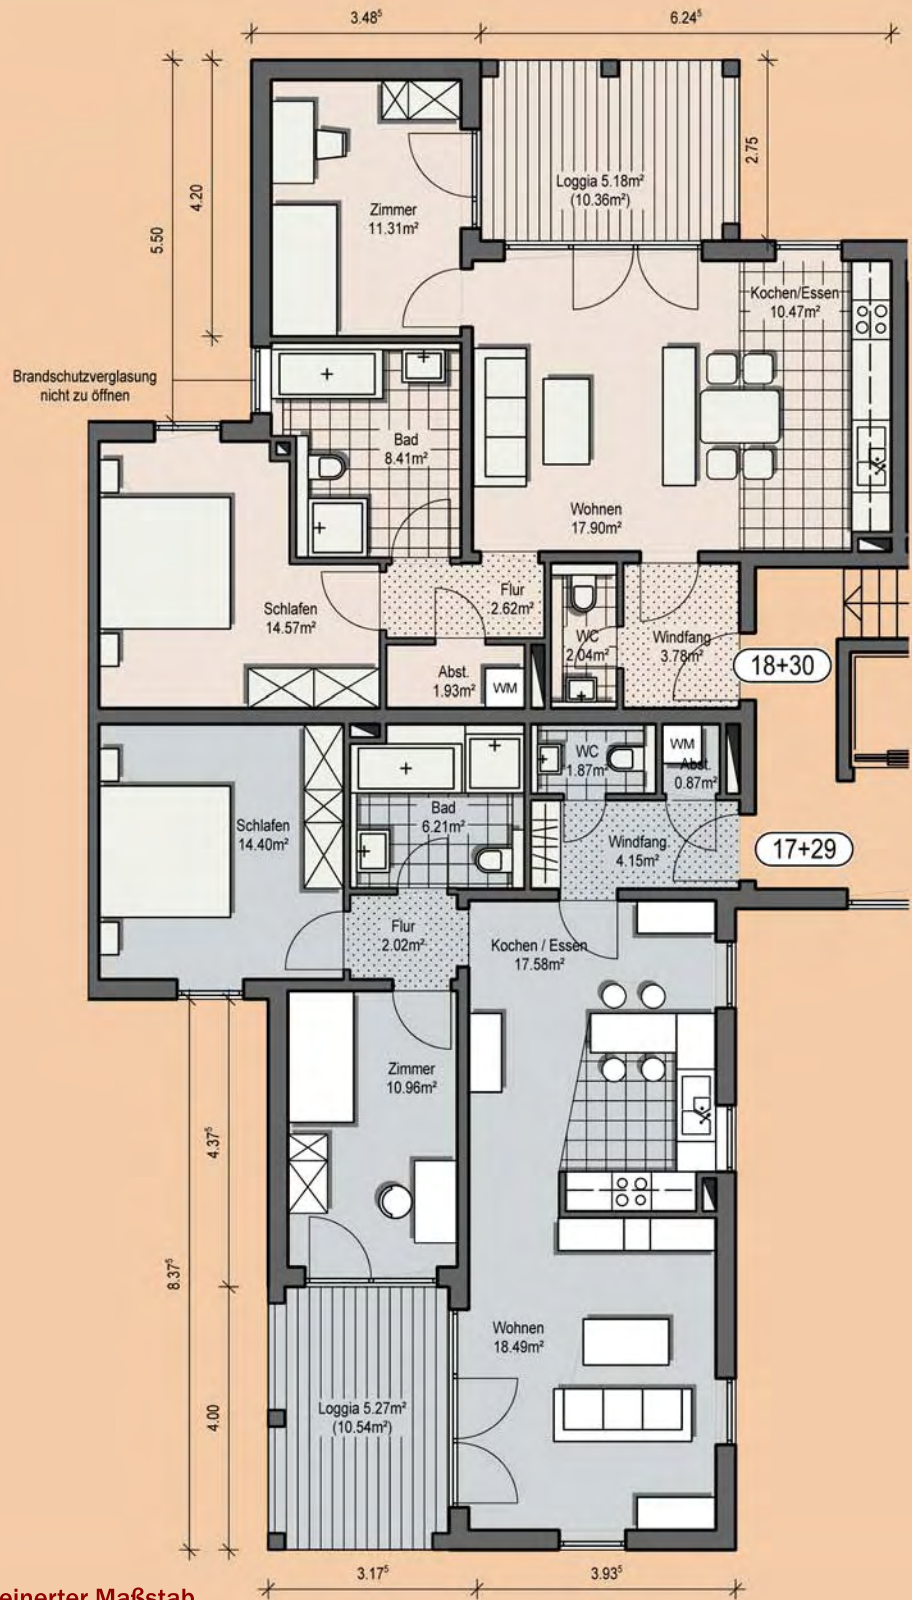 3.48⁵
6.24⁵
2.75
4.20
5.50
Loggia 5.18m²
(10.36m²)
Zimmer
11.31m²
Kochen/Essen
10.47m²
Brandschutzverglasung
nicht zu öffnen
Bad
8.41m²
Wohnen
17.90m²
Flur
2.62m²
Schlafen
14.57m²
WC
2.04m²
Windfang
3.78m²
18+30
Abst.
1.93m²
WM
WC
1.87m²
WM
Abst.
0.87m²
Bad
6.21m²
Schlafen
14.40m²
Windfang
4.15m²
17+29
Flur
2.02m²
Kochen / Essen
17.58m²
Zimmer
10.96m²
4.37⁵
8.37⁵
Wohnen
18.49m²
4.00
Loggia 5.27m²
(10.54m²)
3.17⁵
3.93⁵
einerter Maßstab